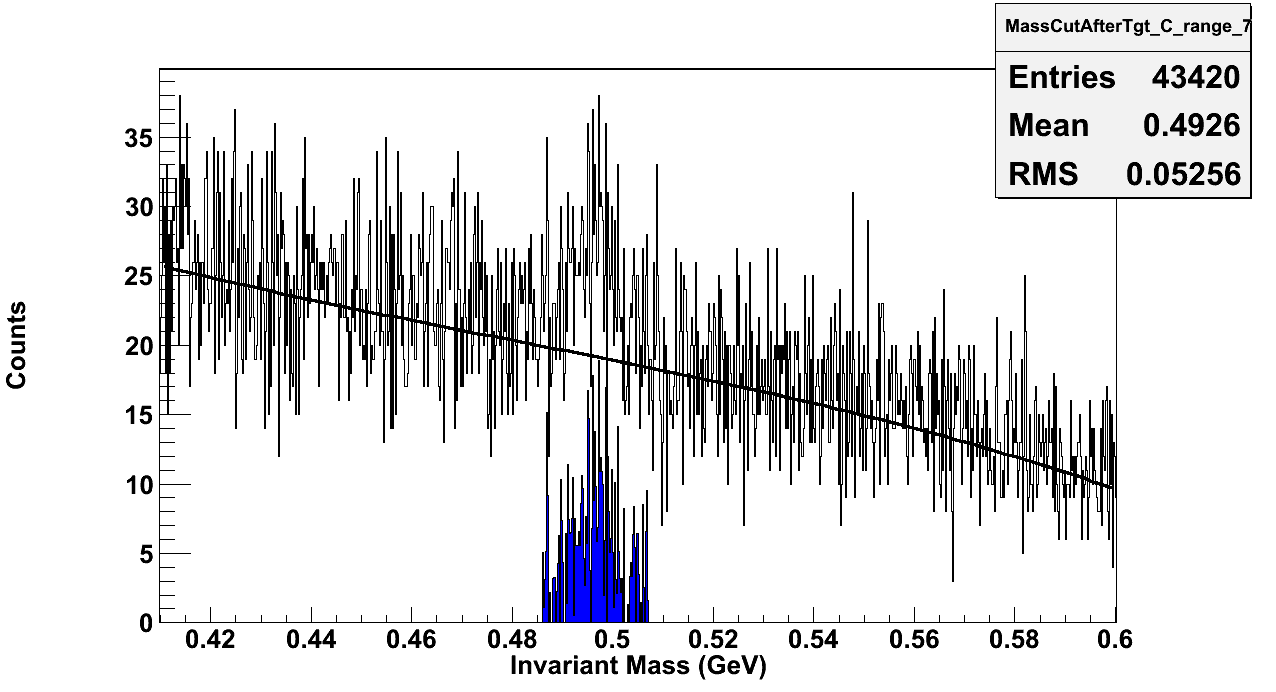 MassCutAfterTgt_C_range_7
Entries 43420
Mean 0.4926
RMS 0.05256
Counts
35
30
25
20
15
10
5
0
0.42 0.44 0.46 0.48 0.5 0.52 0.54 0.56 0.58 0.6
Invariant Mass (GeV)